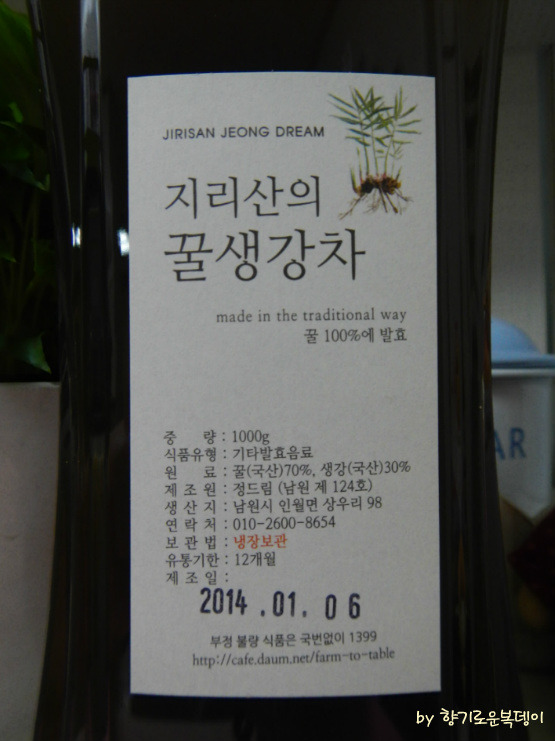 JIRISAN JEONG DREAM
지리산의
꿀생강차
made in the traditional way
꿀 100%에 발효
중 량 : 1000g
식품유형 : 기타발효음료
원 료 : 꿀(국산)70%, 생강(국산)30%
제 조 원 : 정드림 (남원 제 124호)
생 산 지 : 남원시 인월면 상우리 98
연 락 처 : 010-2600-8654
보 관 법 : 냉장보관
유통기한 : 12개월
제 조 일 :
2014.01.06
부정 불량 식품은 국번없이 1399
http://cafe.daum.net/farm-to-table
AR
by 향기로운복뎅이